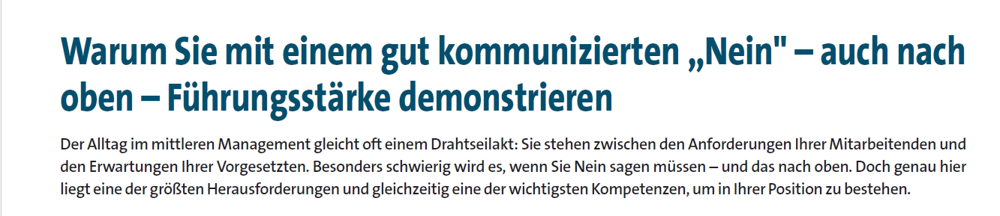 Warum Sie mit einem gut kommunizierten „Nein" – auch nach
oben – Führungsstärke demonstrieren
Der Alltag im mittleren Management gleicht oft einem Drahtseilakt: Sie stehen zwischen den Anforderungen Ihrer Mitarbeitenden und
den Erwartungen Ihrer Vorgesetzten. Besonders schwierig wird es, wenn Sie Nein sagen müssen – und das nach oben. Doch genau hier
liegt eine der größten Herausforderungen und gleichzeitig eine der wichtigsten Kompetenzen, um in Ihrer Position zu bestehen.